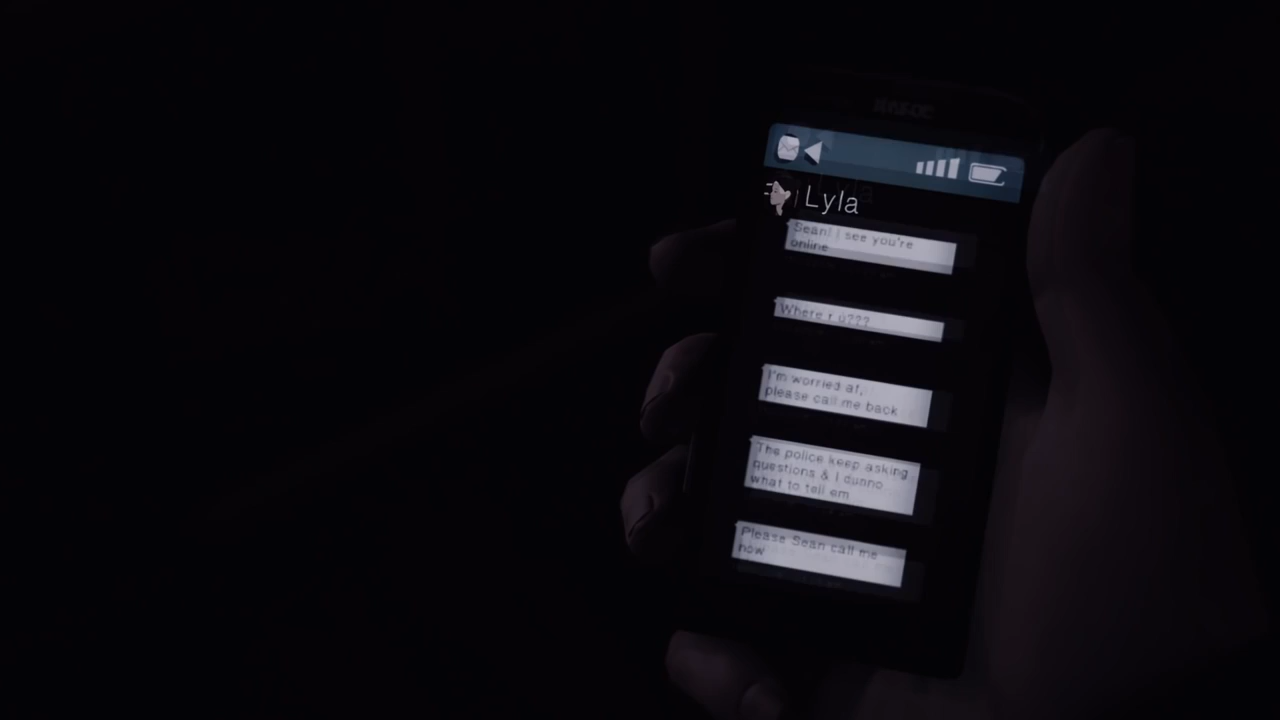 Lyla
Sean! I see you're
online
Where r u???
I'm worried af,
please call me back
The police keep asking
questions & I dunno
what to tell em
Please Sean call me
now